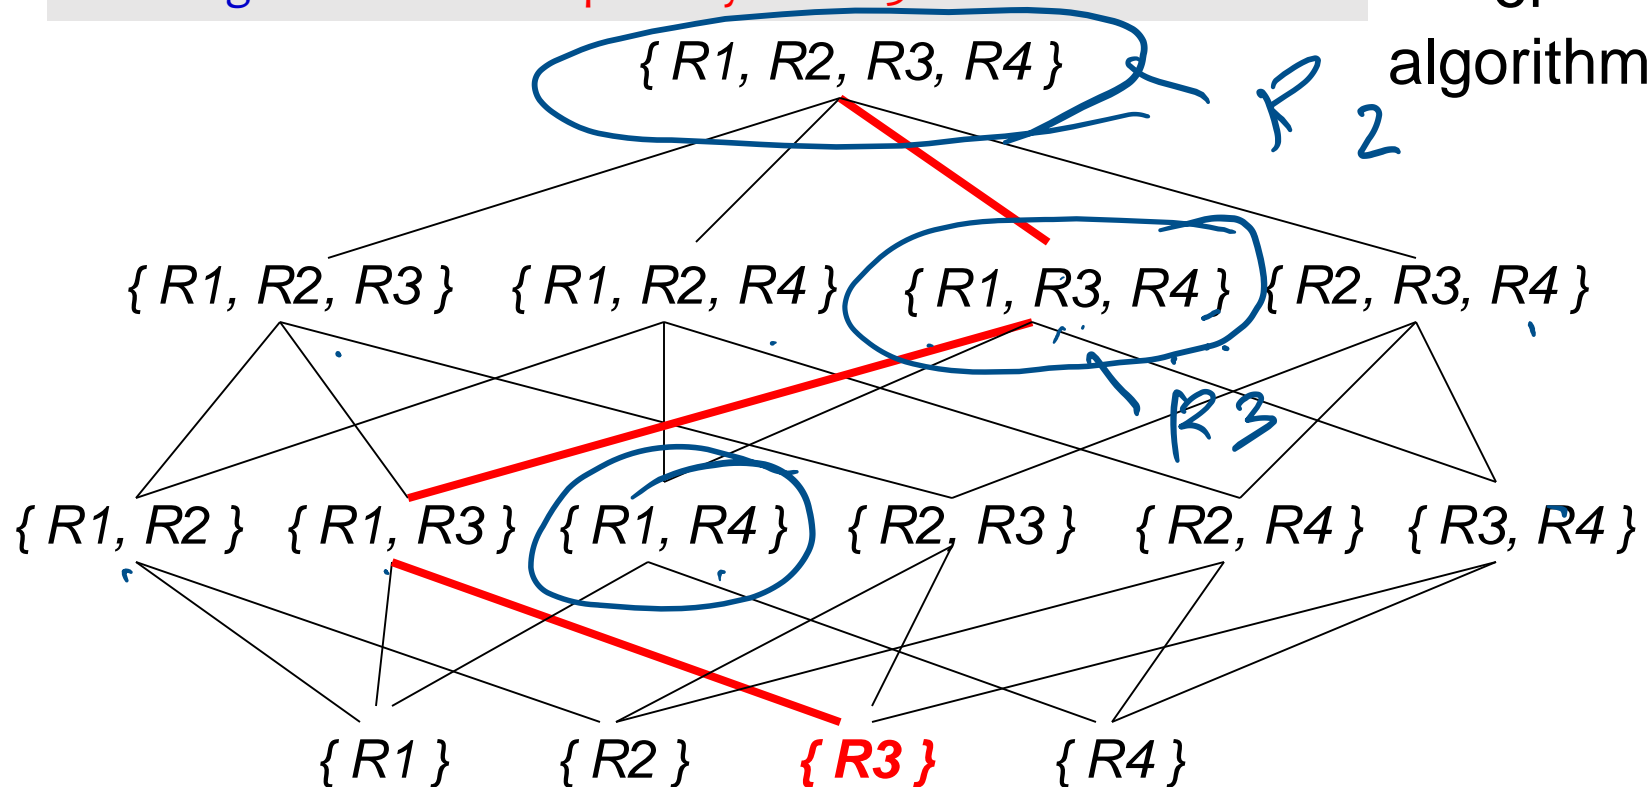 algorithm
{ R1, R2, R3, R4 }
R 2
{ R1, R2, R3 } { R1, R2, R4 } { R1, R3, R4 } { R2, R3, R4 }
R3
{ R1, R2 } { R1, R3 } { R1, R4 } { R2, R3 } { R2, R4 } { R3, R4 }
{ R1 } { R2 } { R3 } { R4 }